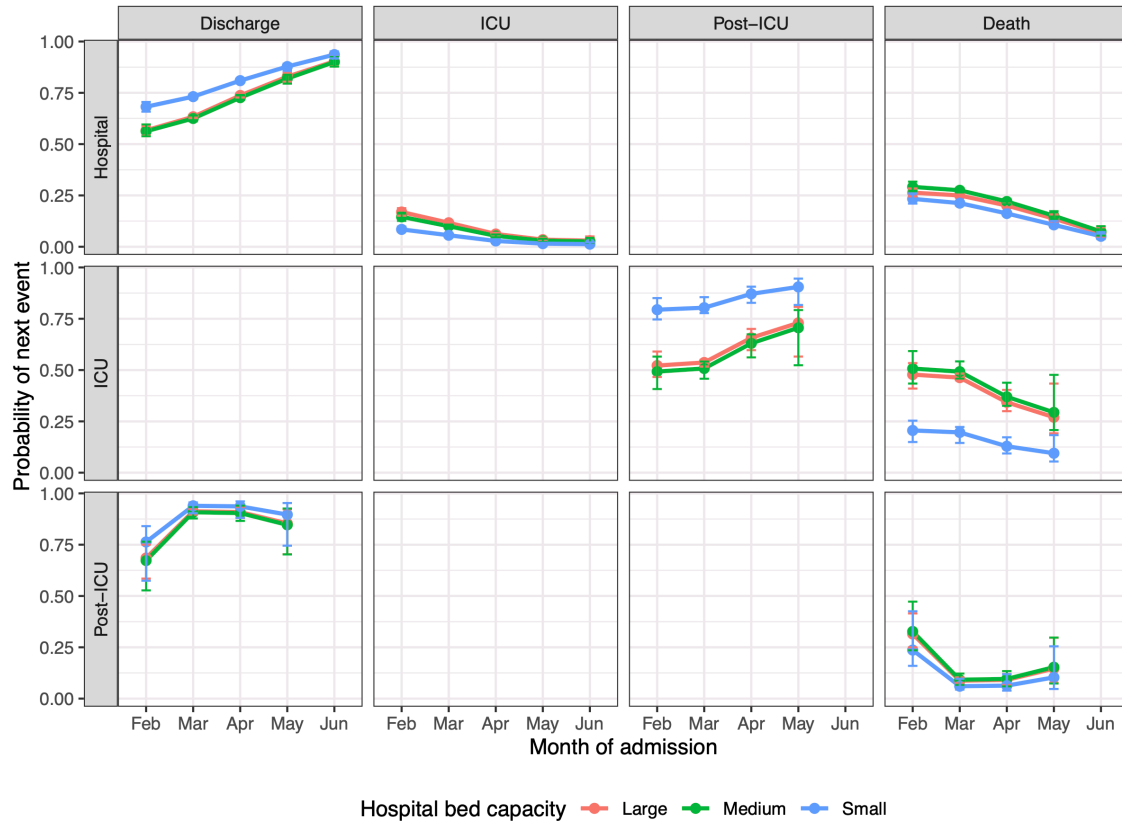 Discharge ICU Post-ICU Death
Probability of next event
Hospital
1.00
0.75
0.50
0.25
0.00
ICU
1.00
0.75
0.50
0.25
0.00
Post-ICU
1.00
0.75
0.50
0.25
0.00
Feb Mar Apr May Jun Feb Mar Apr May Jun Feb Mar Apr May Jun Feb Mar Apr May Jun
Month of admission
Hospital bed capacity Large Medium Small